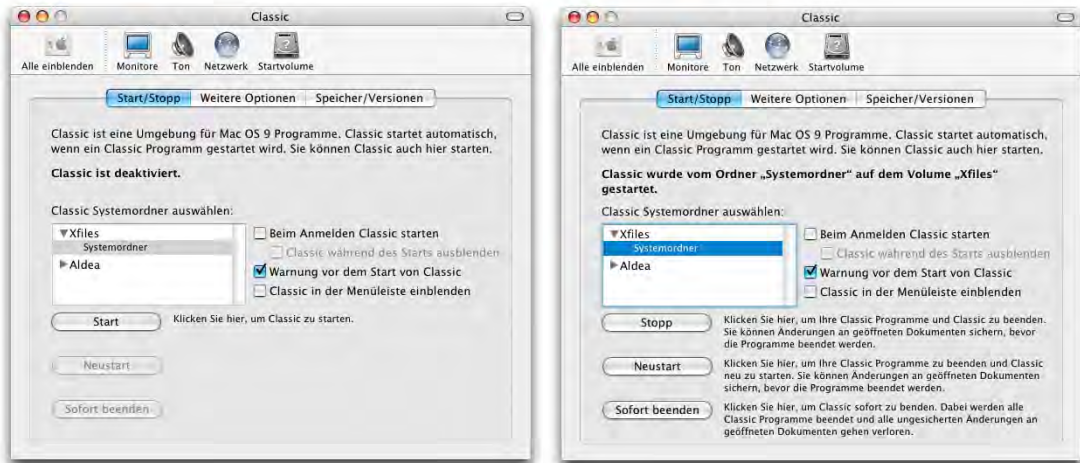 Classic
Alle einblenden
Monitore
Ton
Netzwerk
Startvolume
Start/Stopp
Weitere Optionen
Speicher/Versionen
Classic ist eine Umgebung für Mac OS 9 Programme. Classic startet automatisch,
wenn ein Classic Programm gestartet wird. Sie können Classic auch hier starten.
Classic ist deaktiviert.
Classic Systemordner auswählen:
Xfiles
Systemordner
Aldea
Beim Anmelden Classic starten
Classic während des Starts ausblenden
Warnung vor dem Start von Classic
Classic in der Menüleiste einblenden
Start
Klicken Sie hier, um Classic zu starten.
Neustart
Sofort beenden
Classic
Alle einblenden
Monitore
Ton
Netzwerk
Startvolume
Start/Stopp
Weitere Optionen
Speicher/Versionen
Classic ist eine Umgebung für Mac OS 9 Programme. Classic startet automatisch,
wenn ein Classic Programm gestartet wird. Sie können Classic auch hier starten.
Classic wurde vom Ordner „Systemordner“ auf dem Volume „Xfiles“
gestartet.
Classic Systemordner auswählen:
Xfiles
Systemordner
Aldea
Beim Anmelden Classic starten
Classic während des Starts ausblenden
Warnung vor dem Start von Classic
Classic in der Menüleiste einblenden
Stopp
Klicken Sie hier, um Ihre Classic Programme und Classic zu beenden.
Sie können Änderungen an geöffneten Dokumenten sichern, bevor
die Programme beendet werden.
Neustart
Klicken Sie hier, um Ihre Classic Programme zu beenden und Classic
neu zu starten. Sie können Änderungen an geöffneten Dokumenten
sichern, bevor die Programme beendet werden.
Sofort beenden
Klicken Sie hier, um Classic sofort zu benden. Dabei werden alle
Classic Programme beendet und alle ungesicherten Änderungen an
geöffneten Dokumenten gehen verloren.